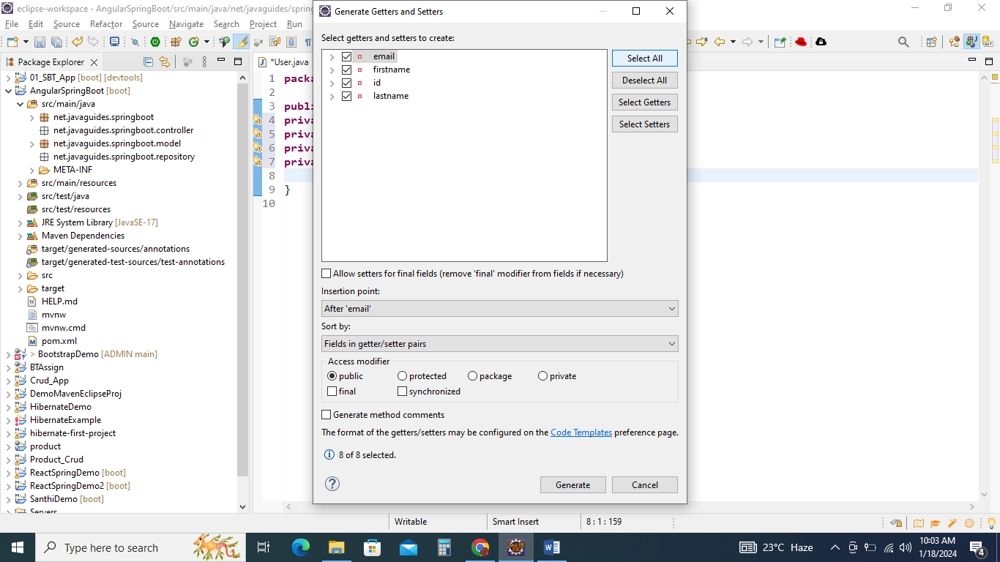 eclipse-workspace - AngularSpringBoot/src/main/java/net/javaguides/spring
File Edit Source Refactor Source Navigate Search Project Run
Package Explorer
01_SBT_App [boot] [devtools]
AngularSpringBoot [boot]
src/main/java
net.javaguides.springboot
net.javaguides.springboot.controller
net.javaguides.springboot.model
net.javaguides.springboot.repository
META-INF
src/main/resources
src/test/java
src/test/resources
JRE System Library [JavaSE-17]
Maven Dependencies
target/generated-sources/annotations
target/generated-test-sources/test-annotations
src
target
HELP.md
mvnw
mvnw.cmd
pom.xml
> BootstrapDemo [ADMIN main]
BTAssign
Crud_App
DemoMavenEclipseProj
HibernateDemo
HibernateExample
hibernate-first-project
product
Product_Crud
ReactSpringDemo [boot]
ReactSpringDemo2 [boot]
SanthiDemo [boot]
Servers
*User.java
1 packa
2
3 publi
4 priva
5 priva
6 priva
7 priva
8
9 }
10
Generate Getters and Setters
Select getters and setters to create:
email
firstname
id
lastname
Select All
Deselect All
Select Getters
Select Setters
Allow setters for final fields (remove 'final' modifier from fields if necessary)
Insertion point:
After 'email'
Sort by:
Fields in getter/setter pairs
Access modifier
public protected package private
final synchronized
Generate method comments
The format of the getters/setters may be configured on the Code Templates preference page.
8 of 8 selected.
Generate Cancel
Writable Smart Insert 8 : 1 : 159
Type here to search
23°C Haze
10:03 AM
1/18/2024
4